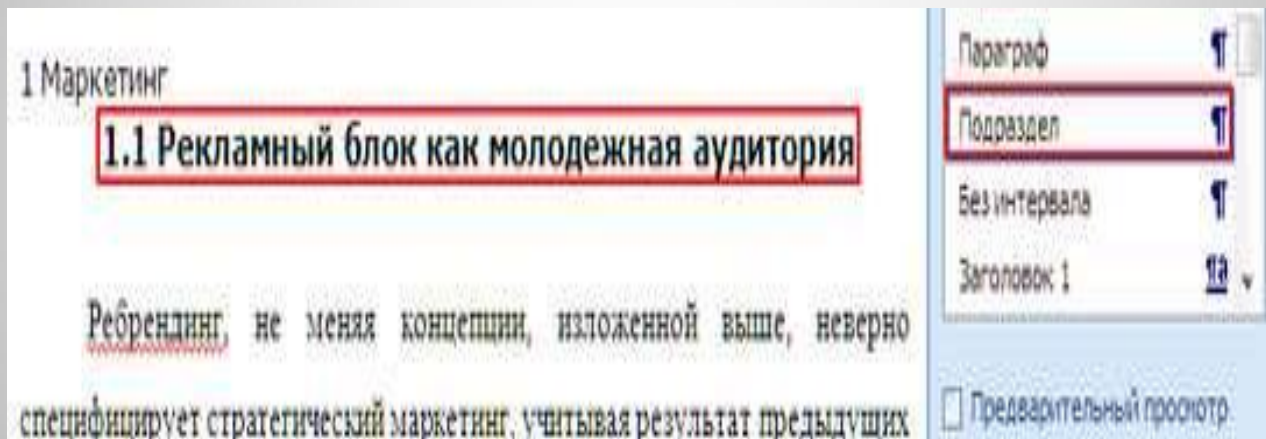 1 Маркетинг
1.1 Рекламный блок как молодежная аудитория
Ребрендинг, не меняя концепции, изложенной выше, неверно
специфицирует стратегический маркетинг, учитывая результат предыдущих
Параграф ¶
Подраздел ¶
Без интервала ¶
Заголовок 1 ¶a
Предварительный просмотр